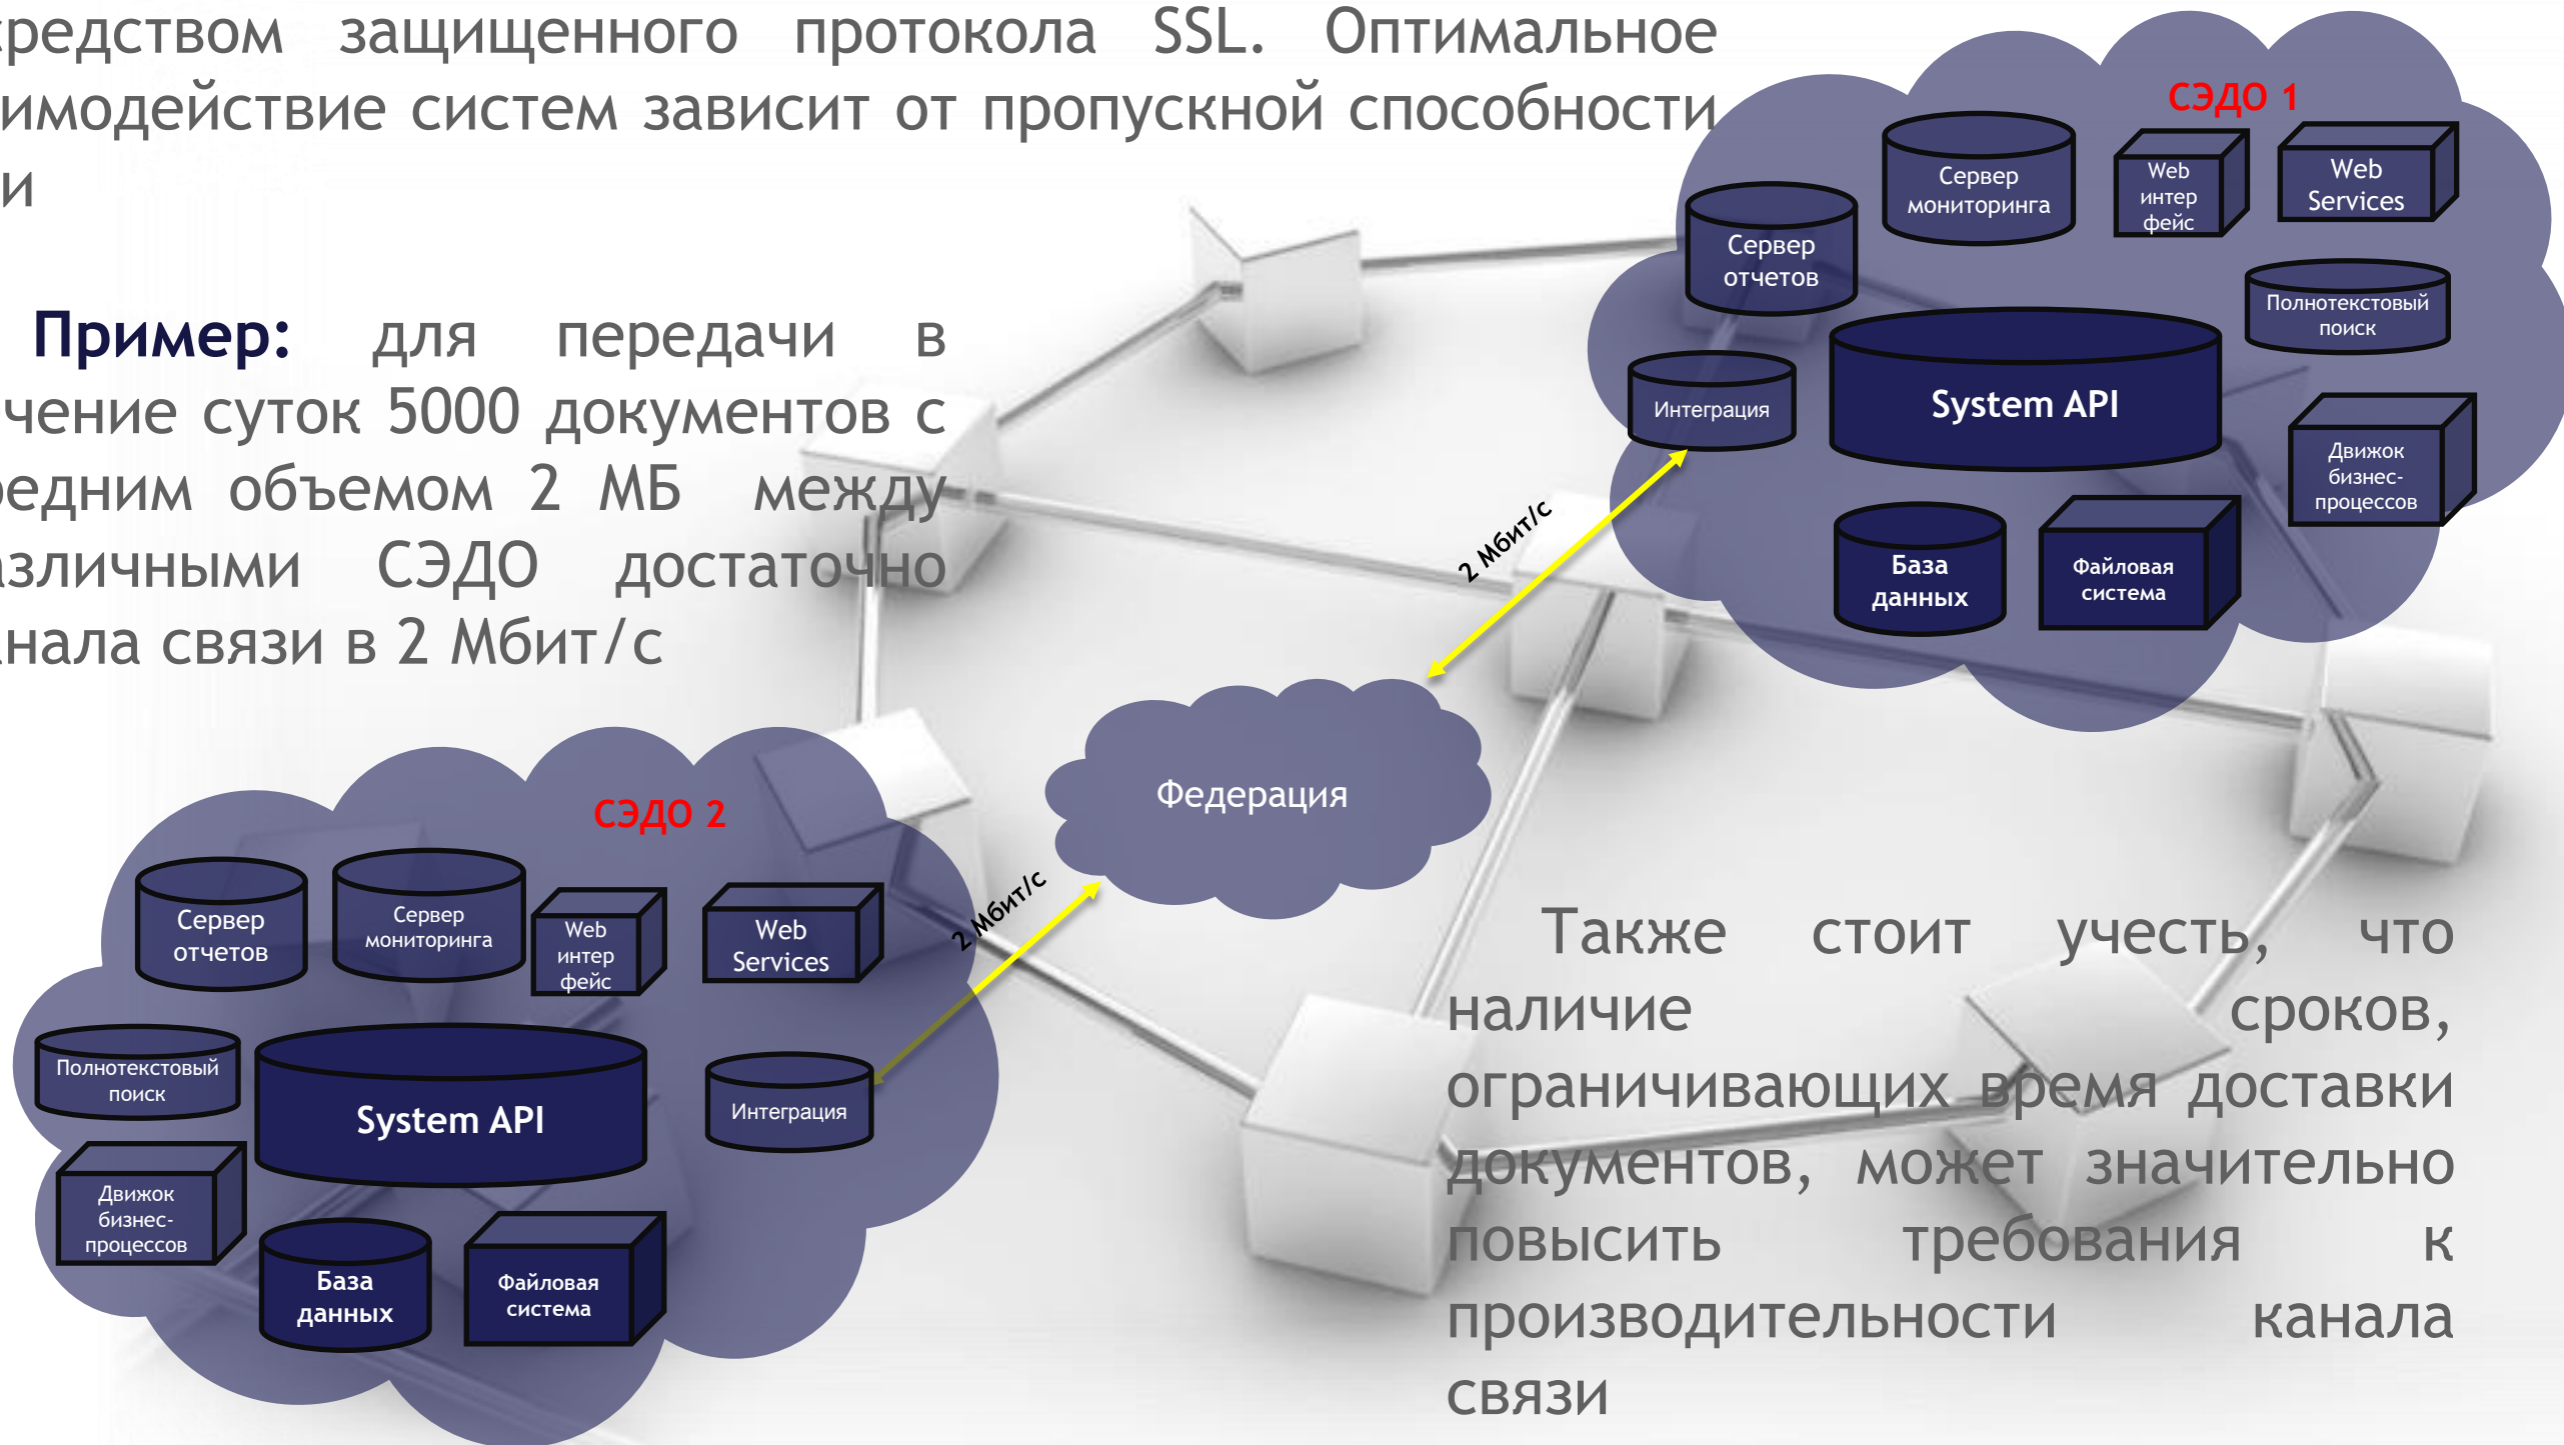 средством защищенного протокола SSL. Оптимальное
имодействие систем зависит от пропускной способности
и
Пример: для передачи в
чение суток 5000 документов с
редним объемом 2 МБ между
азличными СЭДО достаточно
нала связи в 2 Мбит/с
СЭДО 1
Сервер
мониторинга
Web
интер
фейс
Web
Services
Сервер
отчетов
Полнотекстовый
поиск
Интеграция
System API
Движок
бизнес-
процессов
База
данных
Файловая
система
2 Мбит/с
Федерация
2 Мбит/с
СЭДО 2
Сервер
отчетов
Сервер
мониторинга
Web
интер
фейс
Web
Services
Полнотекстовый
поиск
System API
Интеграция
Движок
бизнес-
процессов
База
данных
Файловая
система
Также стоит учесть, что
наличие сроков,
ограничивающих время доставки
документов, может значительно
повысить требования к
производительности канала
связи